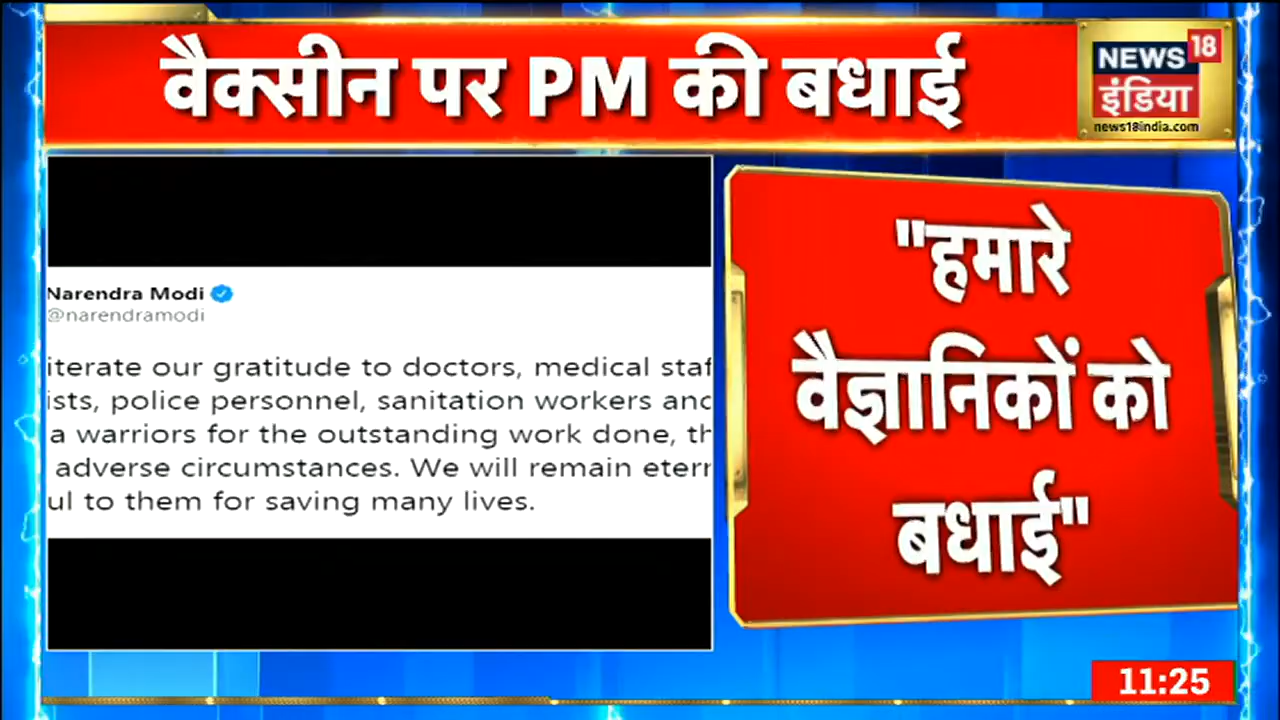 वैक्सीन पर PM की बधाई
NEWS 18
इंडिया
news18india.com
Narendra Modi
@narendramodi
iterate our gratitude to doctors, medical staf
ists, police personnel, sanitation workers and
a warriors for the outstanding work done, th
adverse circumstances. We will remain etern
ul to them for saving many lives.
"हमारे
वैज्ञानिकों को
बधाई"
11:25